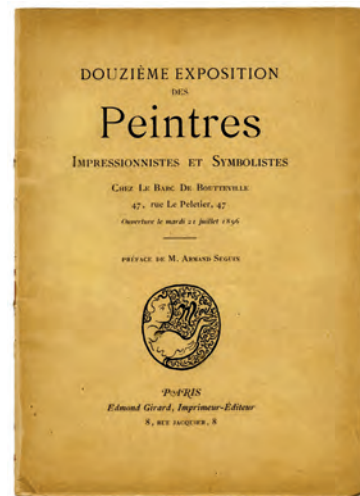 DOUZIÈME EXPOSITION
DES
Peintres
IMPRESSIONNISTES ET SYMBOLISTES
CHEZ LE BARC DE BOUTTEVILLE
47, rue Le Peletier, 47
Ouverture le mardi 21 juillet 1896
PRÉFACE DE M. ARMAND SEGUIN
PARIS
Edmond Girard, Imprimeur-Éditeur
8, RUE JACQUIER, 8